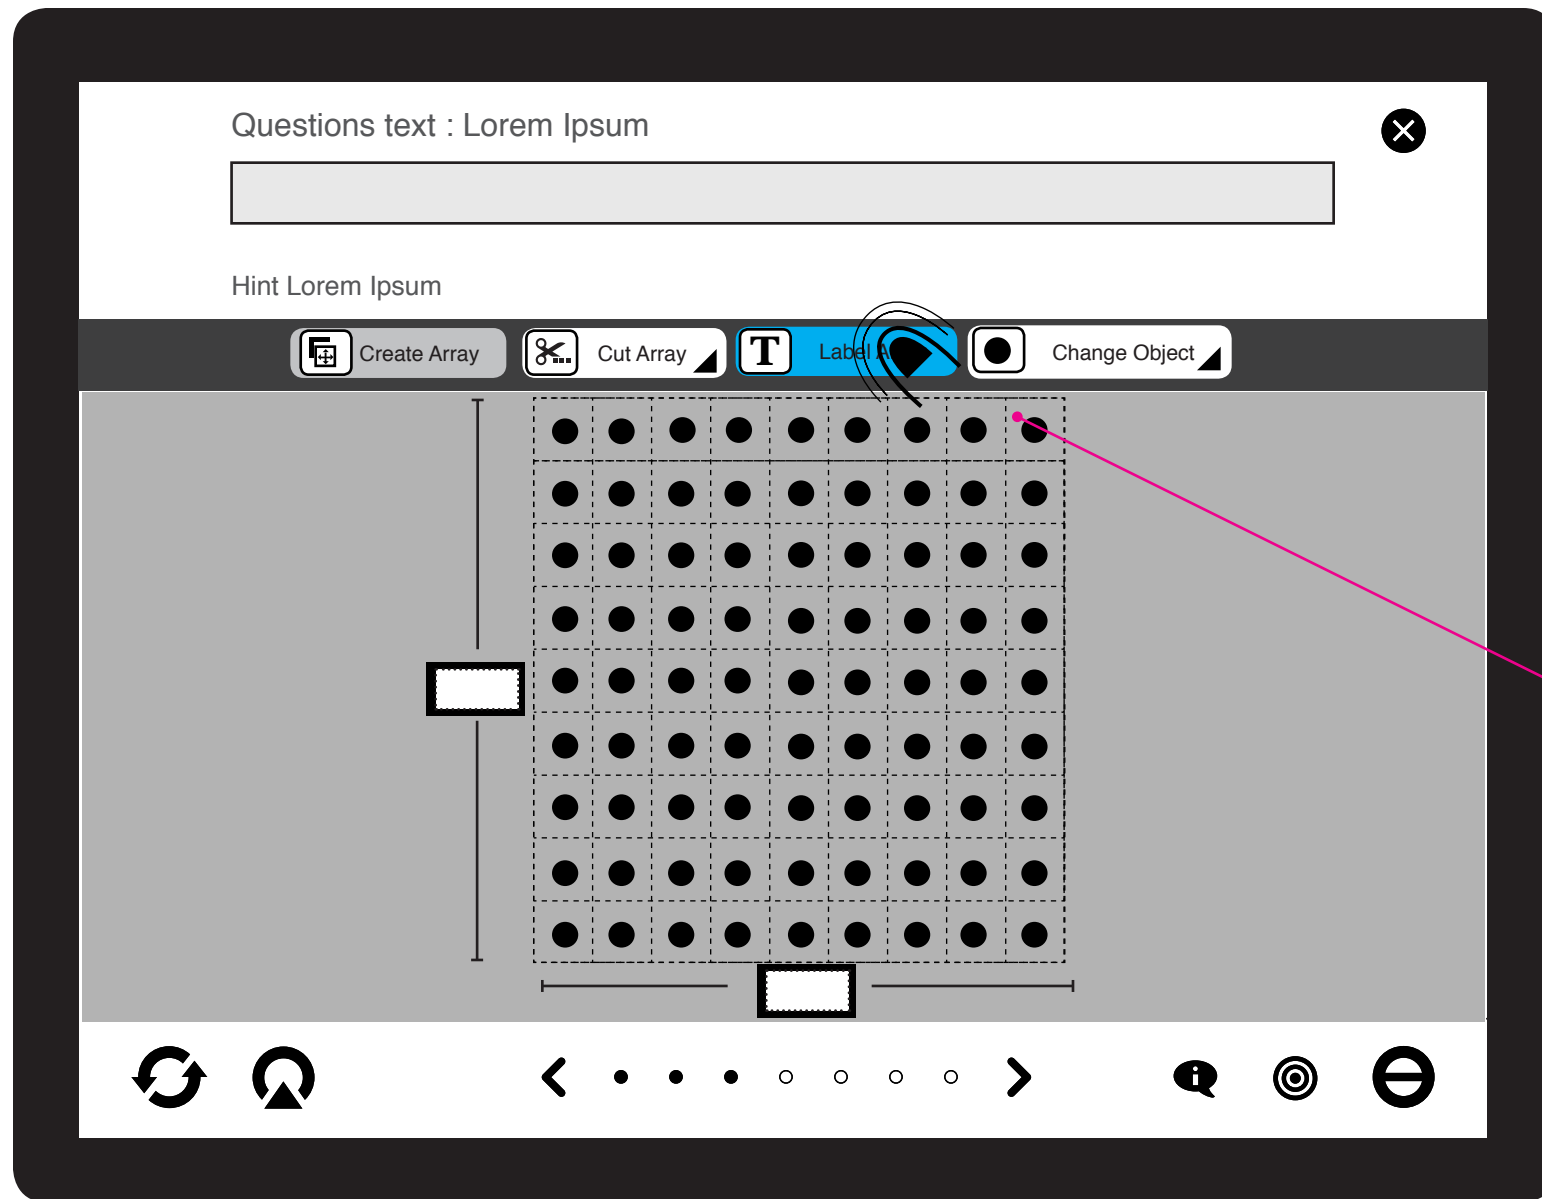 Questions text : Lorem Ipsum
Hint Lorem Ipsum
Create Array
Cut Array
T
Label A
Change Object
i